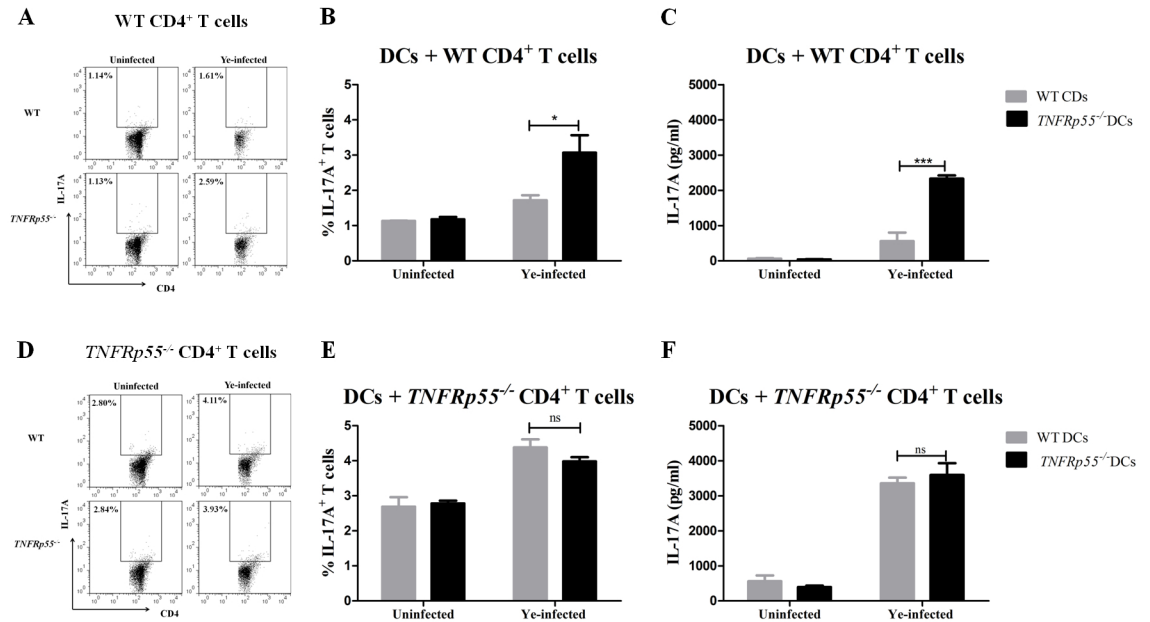 A
WT CD4+ T cells
Uninfected
Ye-infected
WT
1.14%
1.61%
TNFRp55-/-
1.13%
2.59%
IL-17A
CD4
B
DCs + WT CD4+ T cells
% IL-17A+ T cells
5
4
3
2
1
0
*
Uninfected
Ye-infected
C
DCs + WT CD4+ T cells
IL-17A (pg/ml)
5000
4000
3000
2000
1000
0
***
Uninfected
Ye-infected
WT CDs
TNFRp55-/-DCs
D
TNFRp55-/- CD4+ T cells
Uninfected
Ye-infected
WT
2.80%
4.11%
TNFRp55-/-
2.84%
3.93%
IL-17A
CD4
E
DCs + TNFRp55-/- CD4+ T cells
% IL-17A+ T cells
5
4
3
2
1
0
ns
Uninfected
Ye-infected
F
DCs + TNFRp55-/- CD4+ T cells
IL-17A (pg/ml)
5000
4000
3000
2000
1000
0
ns
Uninfected
Ye-infected
WT DCs
TNFRp55-/-DCs